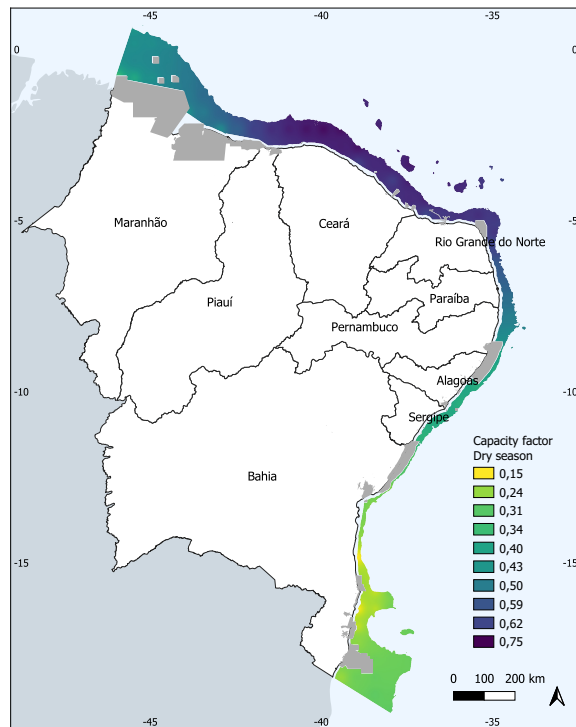 -45 -40 -35
0 0
Maranhão
Ceará
-5 -5
Rio Grande do Norte
Piauí
Paraíba
Pernambuco
Alagoas
-10 -10
Sergipe
Bahia
Capacity factor
Dry season
0,15
0,24
0,31
0,34
0,40
0,43
0,50
0,59
0,62
0,75
-15 -15
0 100 200 km
-45 -40 -35